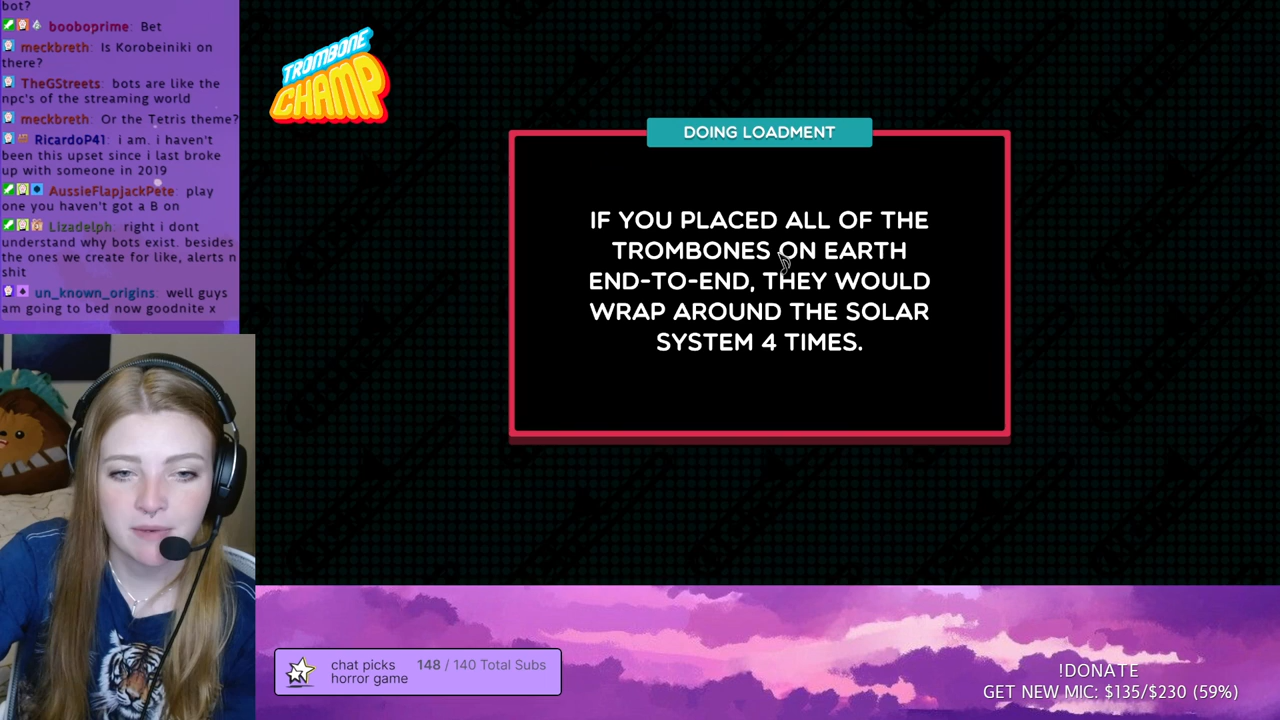 bot?
booboprime: Bet
meckbreth: Is Korobeiniki on
there?
TheGStreets: bots are like the
npc's of the streaming world
meckbreth: Or the Tetris theme?
RicardoP41: i am. i haven't
been this upset since i last broke
up with someone in 2019
AussieFlapjackPete: play
one you haven't got a B on
Lizadelph: right i dont
understand why bots exist. besides
the ones we create for like, alerts n
shit
un_known_origins: well guys
am going to bed now goodnite x
TROMBONE
CHAMP
DOING LOADMENT
IF YOU PLACED ALL OF THE
TROMBONES ON EARTH
END-TO-END, THEY WOULD
WRAP AROUND THE SOLAR
SYSTEM 4 TIMES.
chat picks 148 / 140 Total Subs
horror game
!DONATE
GET NEW MIC: $135/$230 (59%)